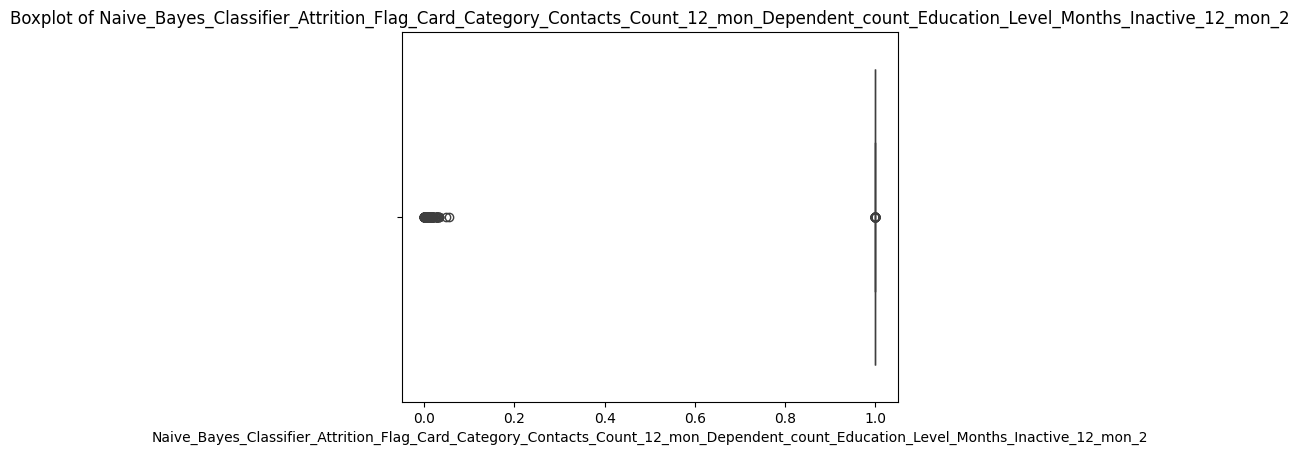 Boxplot of Naive_Bayes_Classifier_Attrition_Flag_Card_Category_Contacts_Count_12_mon_Dependent_count_Education_Level_Months_Inactive_12_mon_2
0.0 0.2 0.4 0.6 0.8 1.0
Naive_Bayes_Classifier_Attrition_Flag_Card_Category_Contacts_Count_12_mon_Dependent_count_Education_Level_Months_Inactive_12_mon_2